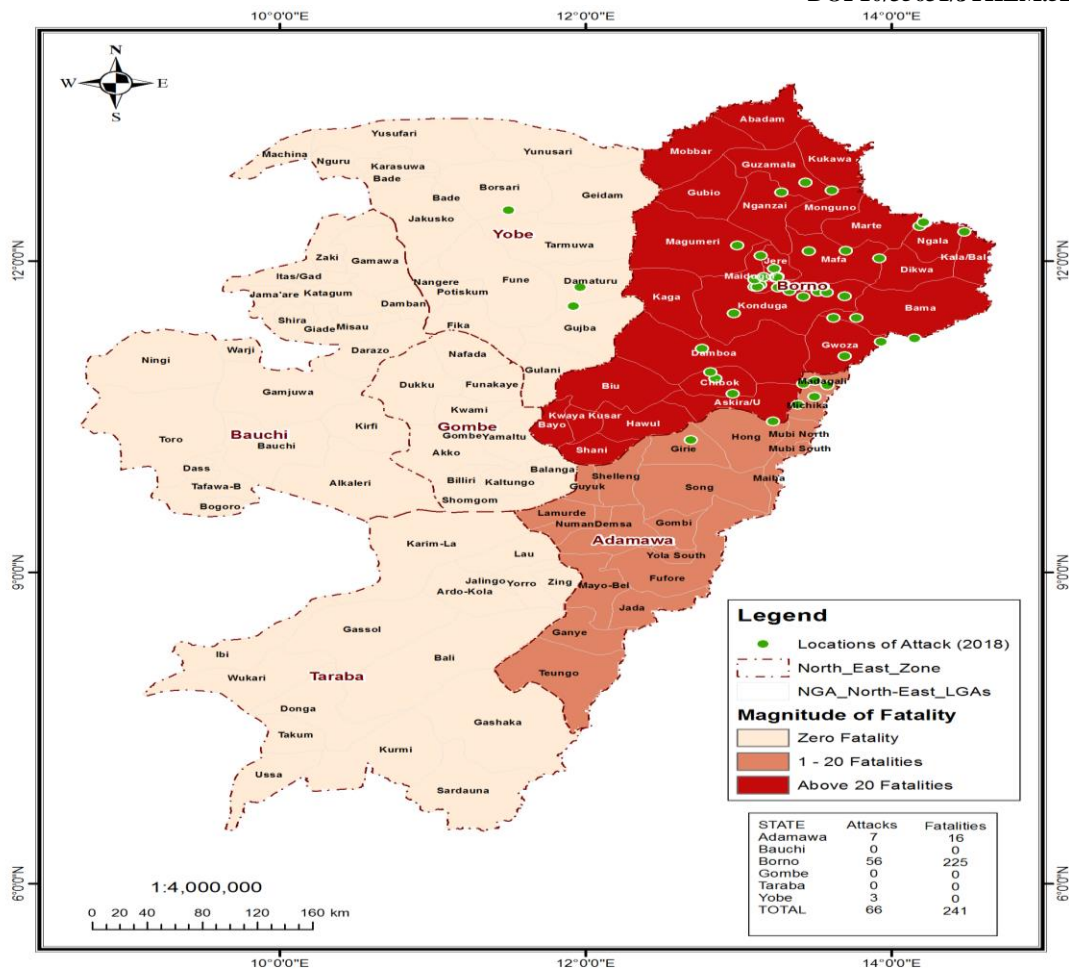 N
W E
S
10°0'0"E 12°0'0"E 14°0'0"E
12°0'0"N
9°0'0"N
6°0'0"N
12°0'0"N
9°0'0"N
6°0'0"N
10°0'0"E 12°0'0"E 14°0'0"E
Yusufari
Machina
Nguru
Karasuwa
Bade
Yunusari
Borsari
Bade
Geidam
Jakusko
Yobe
Tarmuwa
Nangere
Potiskum
Fune
Damaturu
Fika
Gujba
Gulani
Abadam
Mobbar
Guzamala
Kukawa
Gubio
Nganzai
Monguno
Marte
Magumeri
Jere
Mafa
Ngala
Kala/Bal
Dikwa
Borno
Kaga
Konduga
Bama
Gwoza
Damboa
Chibok
Biu
Askira/U
Kwaya Kusar
Bayo
Hawul
Shani
Zaki
Gamawa
Itas/Gad
Jama'are
Katagum
Damban
Shira
Giade
Misau
Ningi
Warji
Darazo
Gamjuwa
Toro
Bauchi
Bauchi
Kirfi
Dass
Tafawa-B
Bogoro
Alkaleri
Nafada
Dukku
Funakaye
Kwami
Gombe
Gombe
Yamaltu
Akko
Balanga
Billiri
Kaltungo
Shomgom
Madagali
Michika
Mubi North
Mubi South
Hong
Girie
Maiha
Shelleng
Guyuk
Song
Lamurde
Numan
Demsa
Gombi
Adamawa
Yola South
Mayo-Bel
Fufore
Jada
Ganye
Teungo
Karim-La
Lau
Jalingo
Yorro
Zing
Ardo-Kola
Gassol
Ibi
Bali
Wukari
Taraba
Donga
Gashaka
Takum
Kurmi
Ussa
Sardauna
Legend
Locations of Attack (2018)
North_East_Zone
NGA_North-East_LGAs
Magnitude of Fatality
Zero Fatality
1 - 20 Fatalities
Above 20 Fatalities
STATE Attacks Fatalities
Adamawa 7 16
Bauchi 0 0
Borno 56 225
Gombe 0 0
Taraba 0 0
Yobe 3 0
TOTAL 66 241
1:4,000,000
0 20 40 80 120 160 km